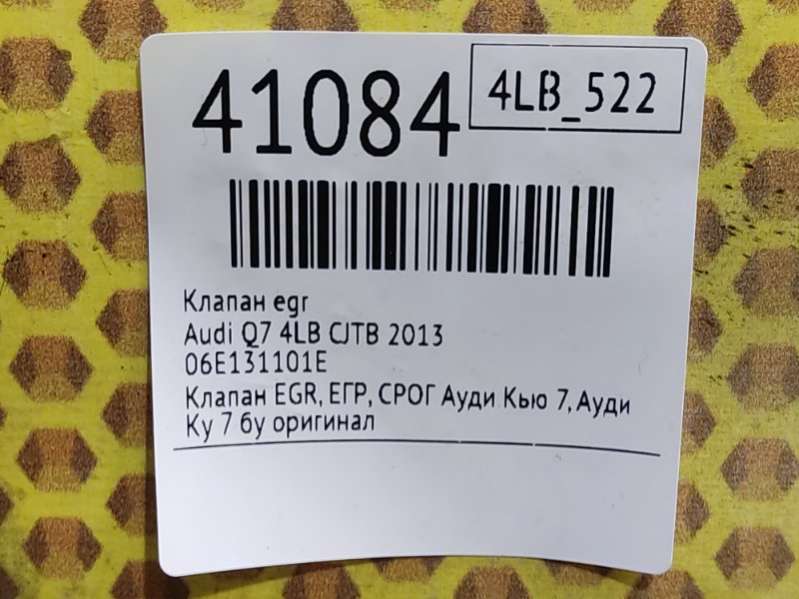 41084
4LB_522
Клапан egr
Audi Q7 4LB CJTB 2013
06E131101E
Клапан EGR, ЕГР, СРОГ Ауди Кью 7, Ауди
Ку 7 бу оригинал